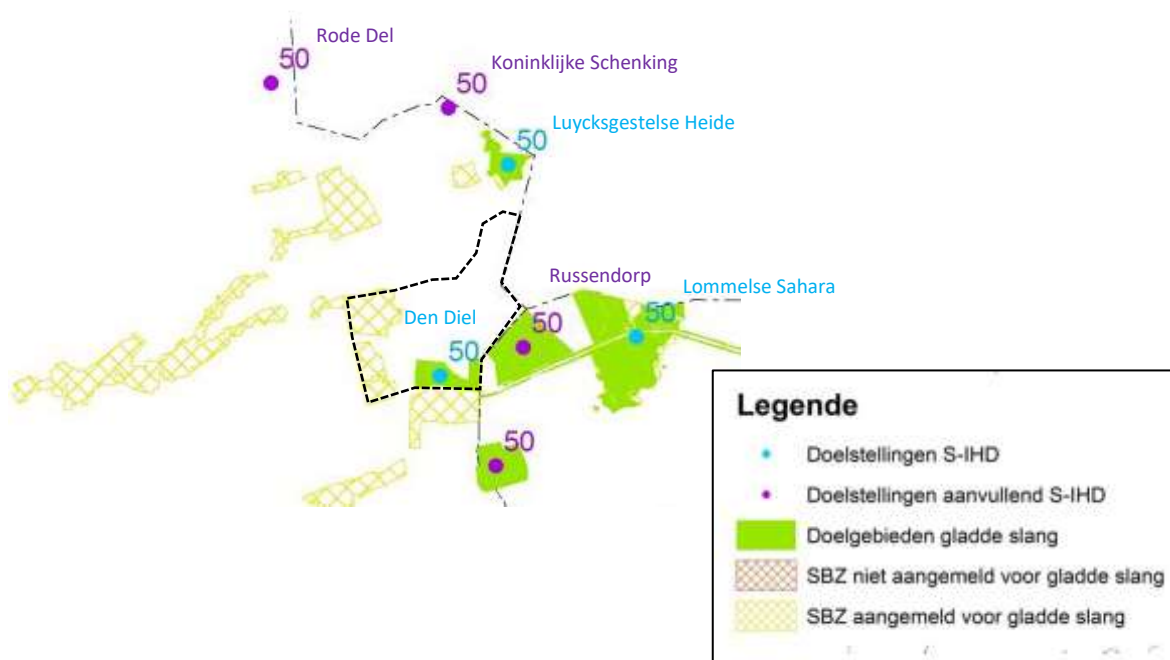 Rode Del
50
Koninklijke Schenking
50
Luycksgestelse Heide
50
Russendorp
Lommelse Sahara
Den Diel
50
50
50
50
Legende
Doelstellingen S-IHD
Doelstellingen aanvullend S-IHD
Doelgebieden gladde slang
SBZ niet aangemeld voor gladde slang
SBZ aangemeld voor gladde slang